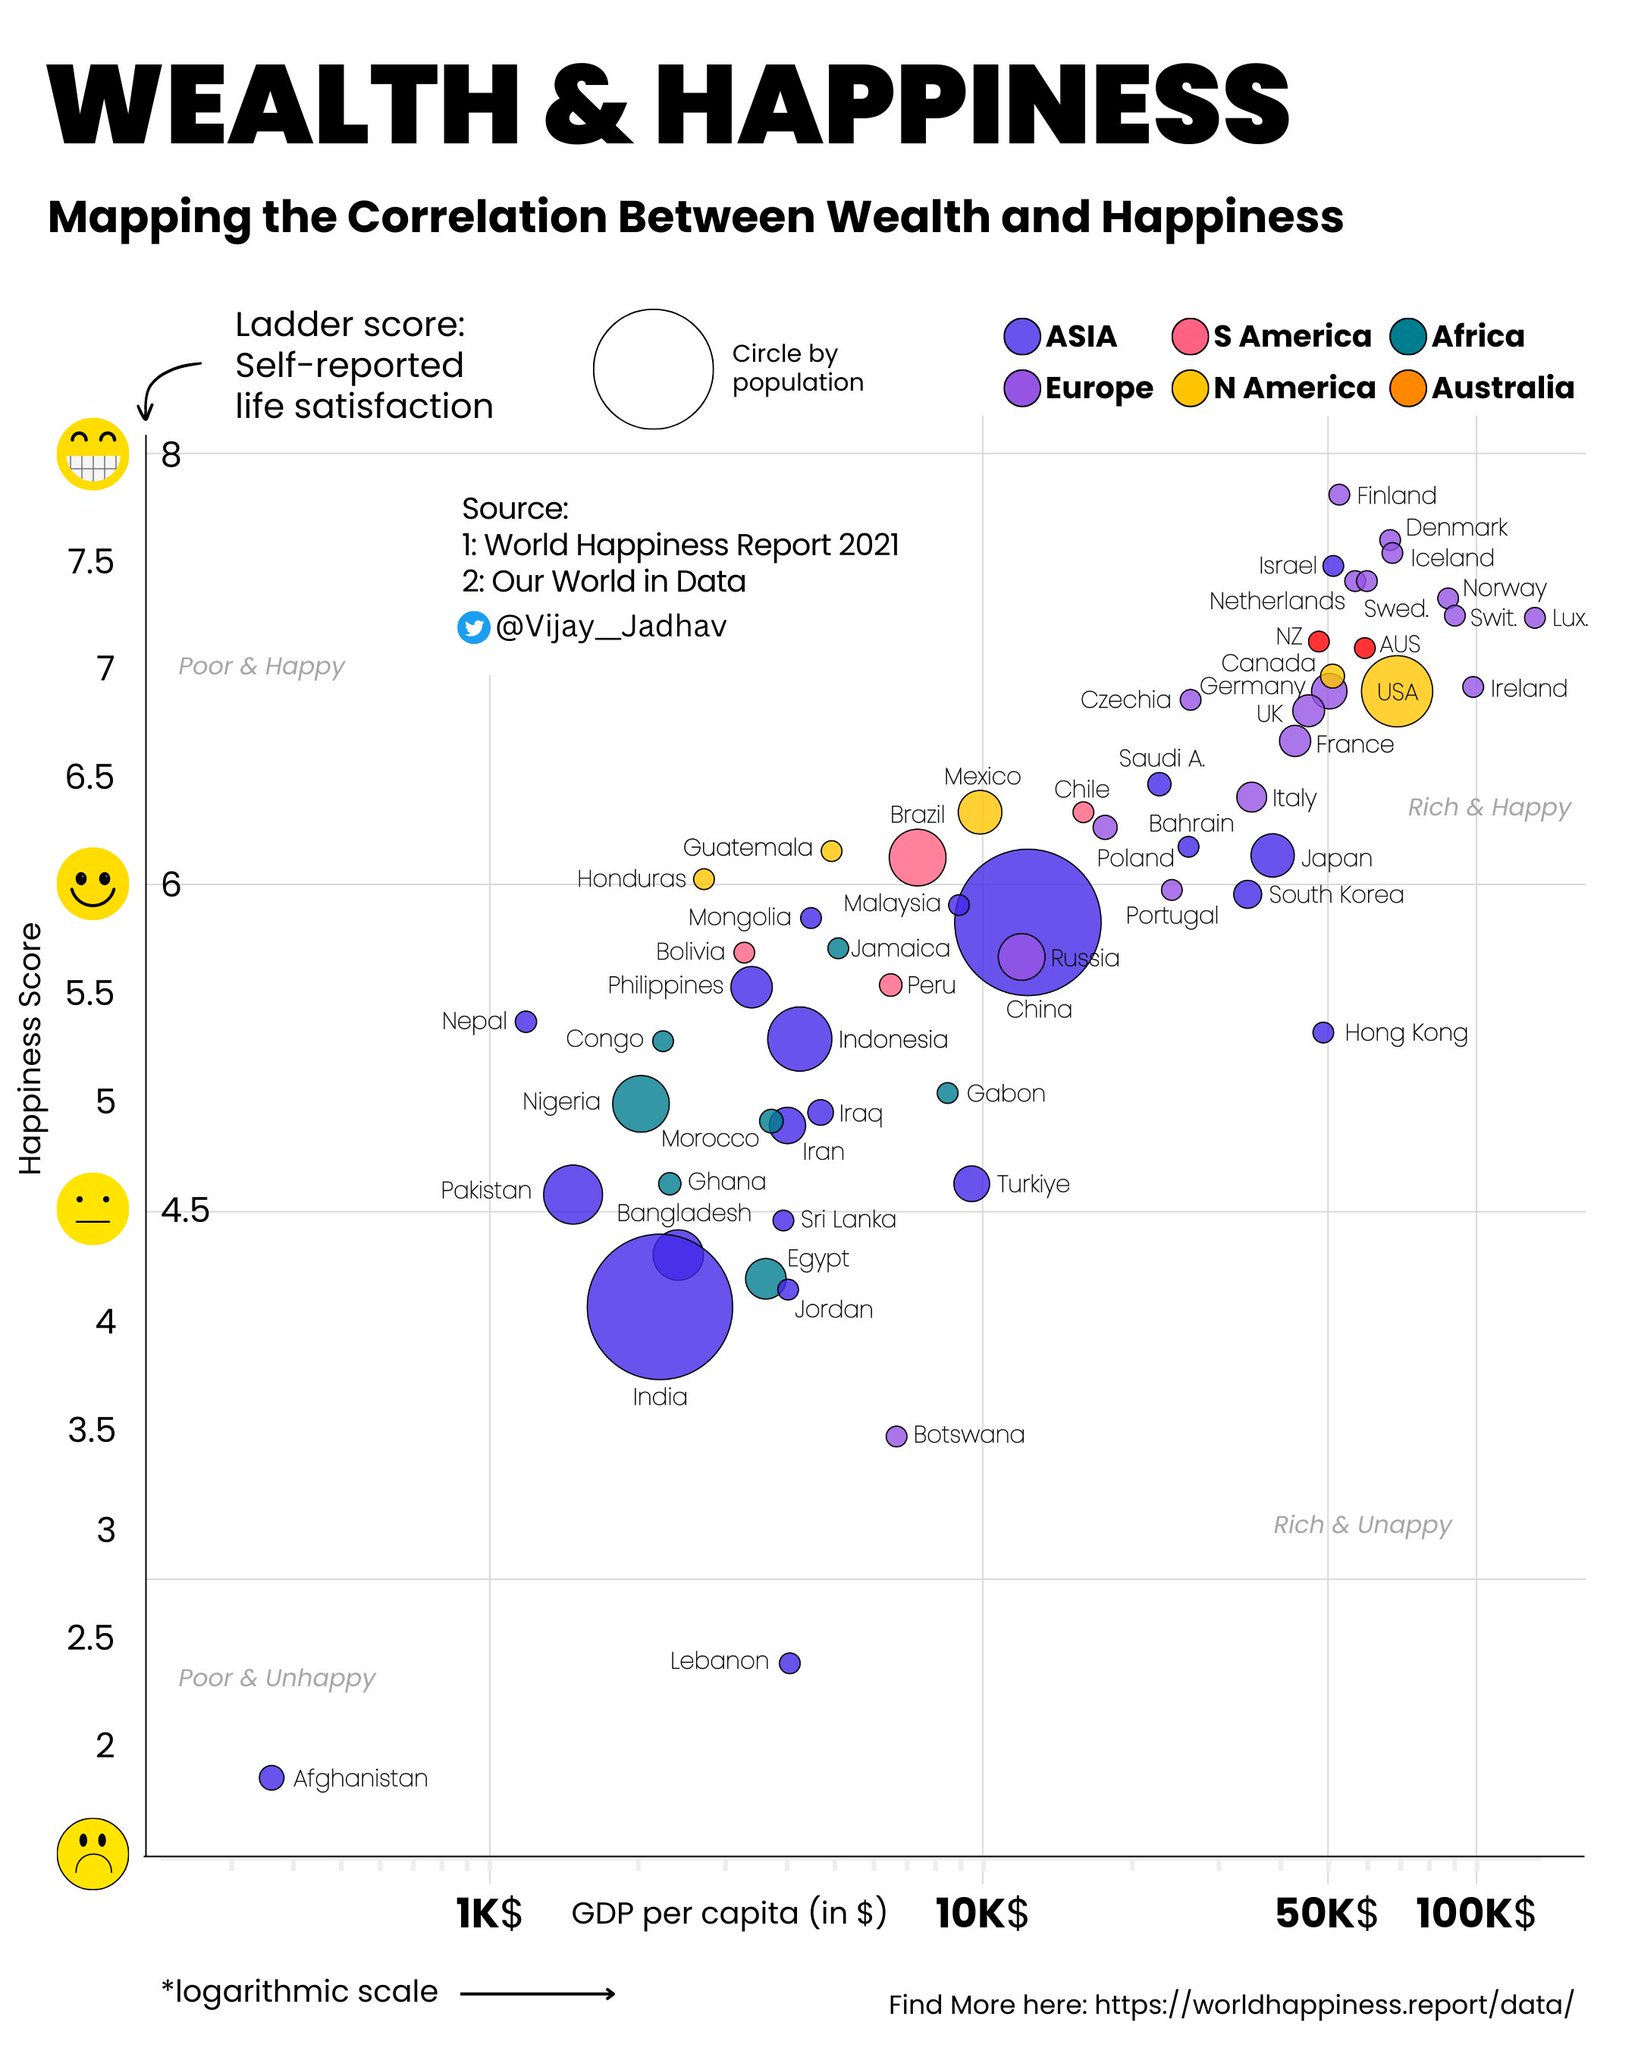 WEALTH & HAPPINESS
Mapping the Correlation Between Wealth and Happiness
Ladder score:
Self-reported
life satisfaction
Circle by
population
ASIA
S America
Africa
Europe
N America
Australia
8
7.5
7
6.5
6
5.5
5
4.5
4
3.5
3
2.5
2
Happiness Score
Source:
1: World Happiness Report 2021
2: Our World in Data
@Vijay__Jadhav
Poor & Happy
Finland
Denmark
Iceland
Israel
Netherlands
Swed.
Norway
Swit.
Lux.
NZ
AUS
Canada
Germany
USA
Ireland
Czechia
UK
France
Saudi A.
Mexico
Chile
Italy
Rich & Happy
Brazil
Bahrain
Guatemala
Poland
Japan
Honduras
South Korea
Malaysia
Portugal
Mongolia
Jamaica
Bolivia
Russia
Philippines
Peru
China
Nepal
Hong Kong
Congo
Indonesia
Gabon
Nigeria
Iraq
Morocco
Iran
Ghana
Turkiye
Pakistan
Bangladesh
Sri Lanka
Egypt
Jordan
India
Botswana
Rich & Unappy
Lebanon
Poor & Unhappy
Afghanistan
1K$
GDP per capita (in $)
10K$
50K$
100K$
*logarithmic scale
Find More here: https://worldhappiness.report/data/